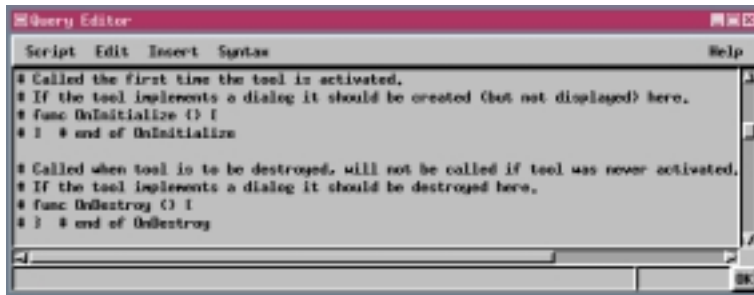 Query Editor
Script Edit Insert Syntax Help
# Called the first time the tool is activated.
# If the tool implements a dialog it should be created (but not displayed) here.
# func OnInitialize () {
# } # end of OnInitialize
# Called when tool is to be destroyed, will not be called if tool was never activated.
# If the tool implements a dialog it should be destroyed here.
# func OnDestroy () {
# } # end of OnDestroy
OK